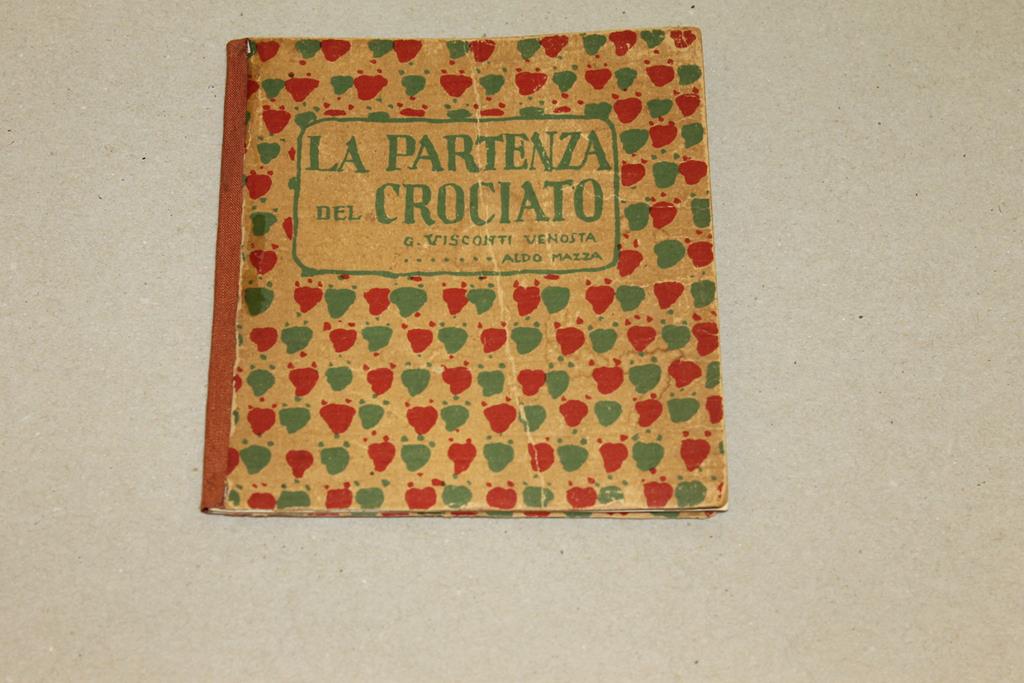 LA PARTENZA
DEL CROCIATO
G. VISCONTI VENOSTA
. . . . . . . ALDO MAZZA